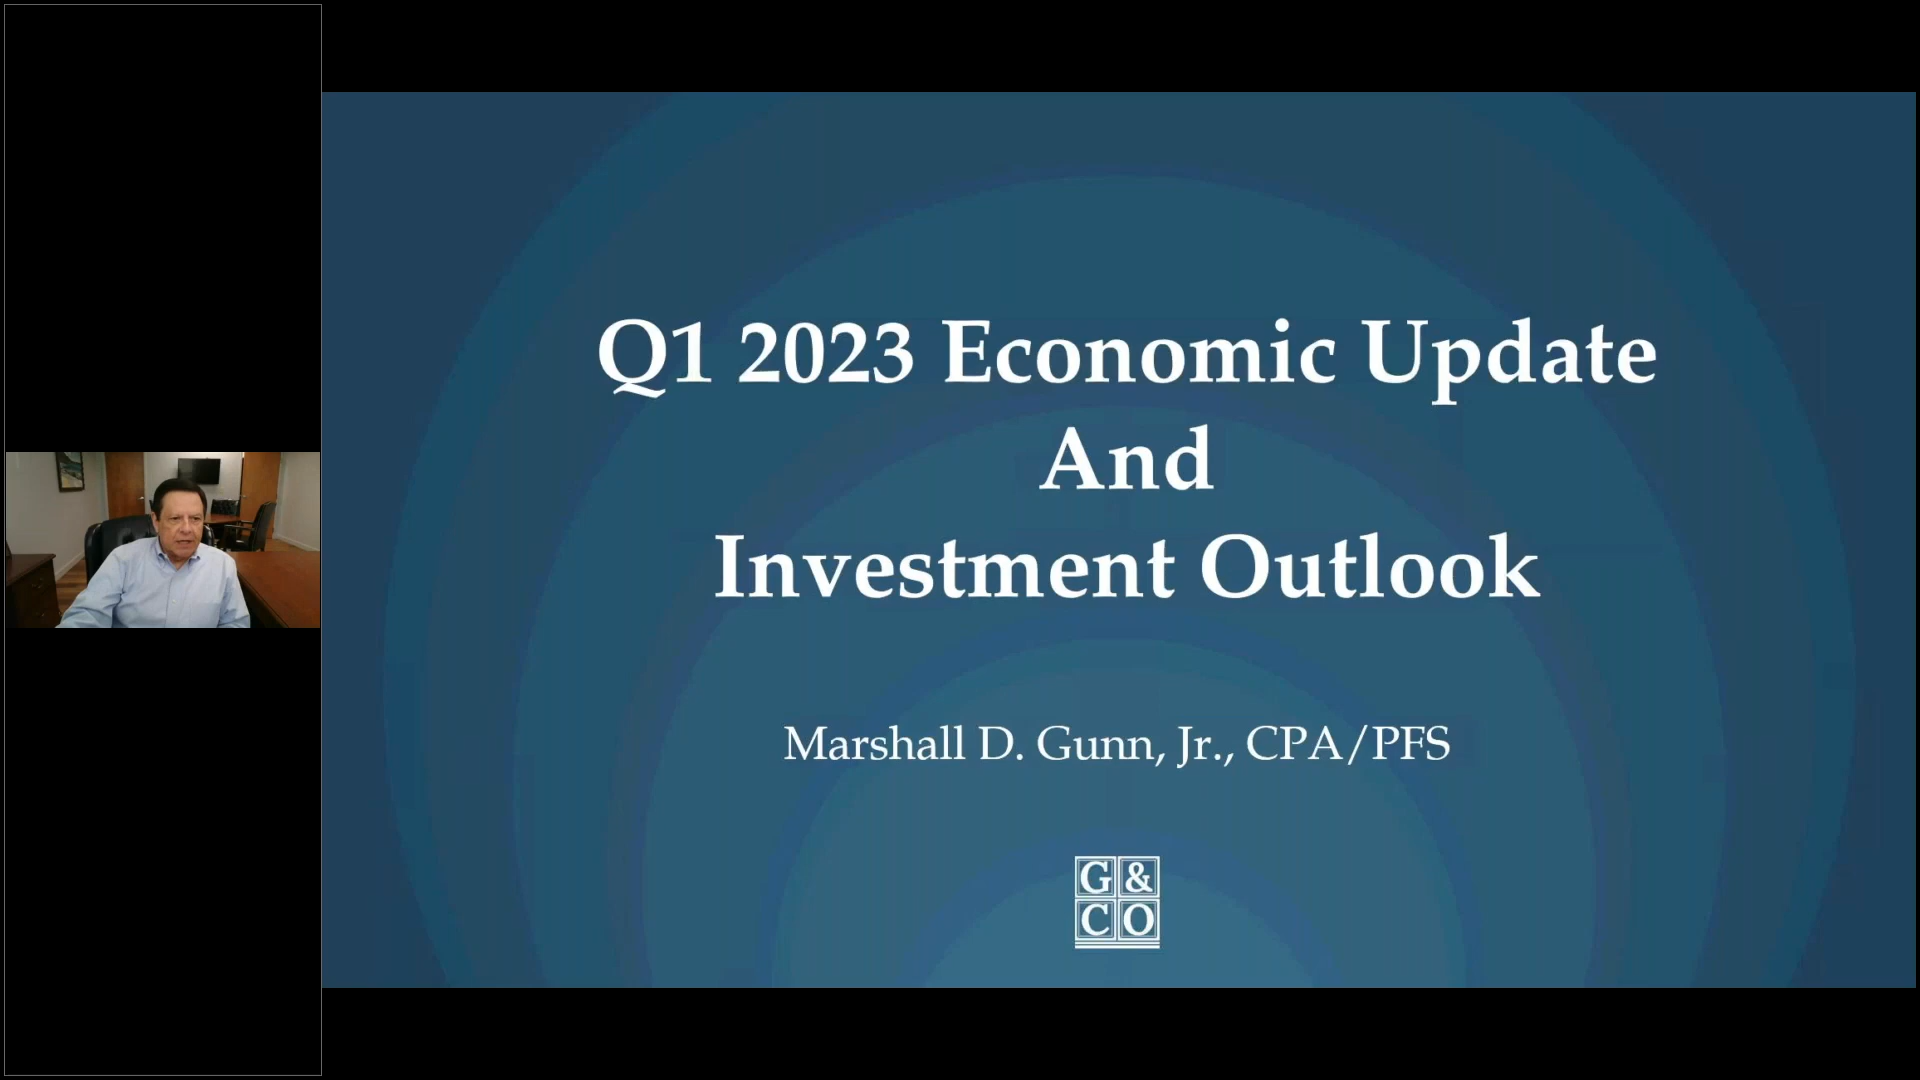 Q1 2023 Economic Update
And
Investment Outlook
Marshall D. Gunn, Jr., CPA/PFS
G&
CO